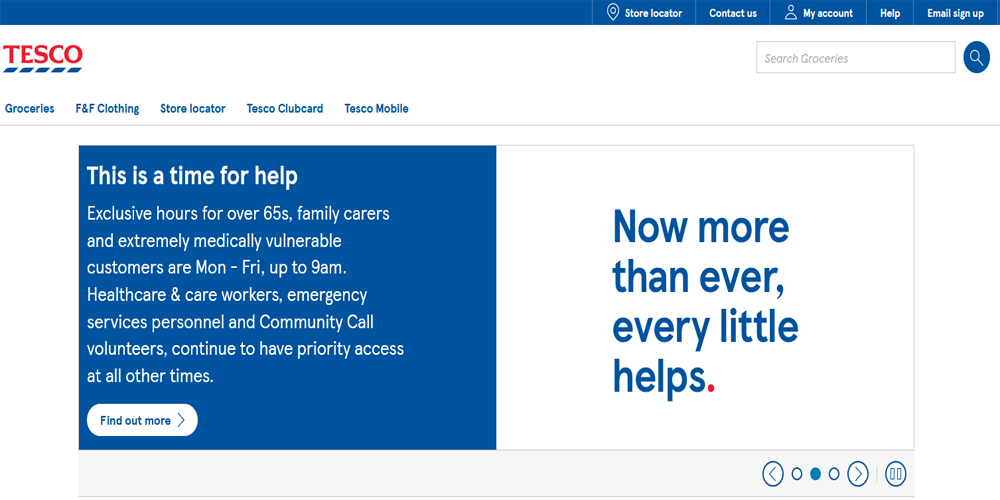 Store locator
Contact us
My account
Help
Email sign up
TESCO
Search Groceries
Groceries
F&F Clothing
Store locator
Tesco Clubcard
Tesco Mobile
This is a time for help
Exclusive hours for over 65s, family carers
and extremely medically vulnerable
customers are Mon - Fri, up to 9am.
Healthcare & care workers, emergency
services personnel and Community Call
volunteers, continue to have priority access
at all other times.
Find out more
Now more
than ever,
every little
helps.